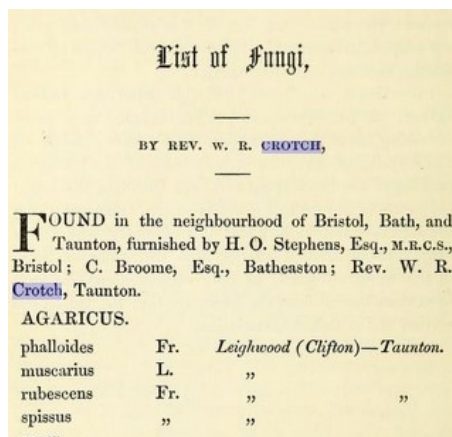 List of Fungi,
BY REV. W. R. CROTCH,
FOUND in the neighbourhood of Bristol, Bath, and
Taunton, furnished by H. O. Stephens, Esq., M.R.C.S.,
Bristol; C. Broome, Esq., Batheaston; Rev. W. R.
Crotch, Taunton.
AGARICUS.
phalloides Fr. Leighwood (Clifton)—Taunton.
muscarius L. „
rubescens Fr. „ „
spissus „ „